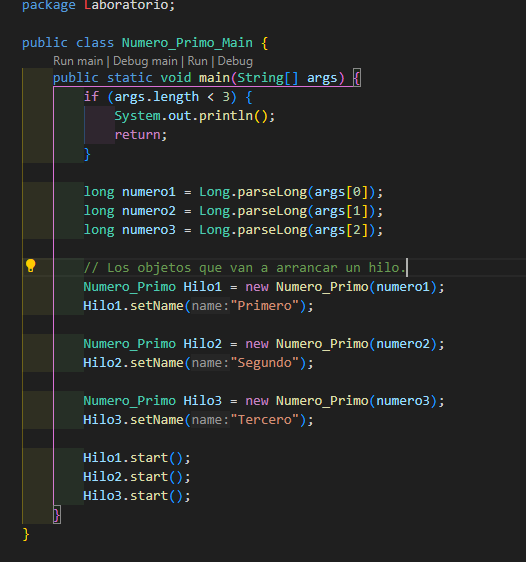 package Laboratorio;
public class Numero_Primo_Main {
Run main | Debug main | Run | Debug
public static void main(String[] args) {
if (args.length < 3) {
System.out.println();
return;
}
long numero1 = Long.parseLong(args[0]);
long numero2 = Long.parseLong(args[1]);
long numero3 = Long.parseLong(args[2]);
// Los objetos que van a arrancar un hilo.
Numero_Primo Hilo1 = new Numero_Primo(numero1);
Hilo1.setName(name:"Primero");
Numero_Primo Hilo2 = new Numero_Primo(numero2);
Hilo2.setName(name:"Segundo");
Numero_Primo Hilo3 = new Numero_Primo(numero3);
Hilo3.setName(name:"Tercero");
Hilo1.start();
Hilo2.start();
Hilo3.start();
}
}